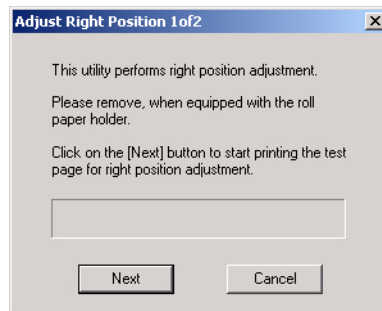 Adjust Right Position 1of2
This utility performs right position adjustment.
Please remove, when equipped with the roll
paper holder.
Click on the [Next] button to start printing the test
page for right position adjustment.
Next
Cancel